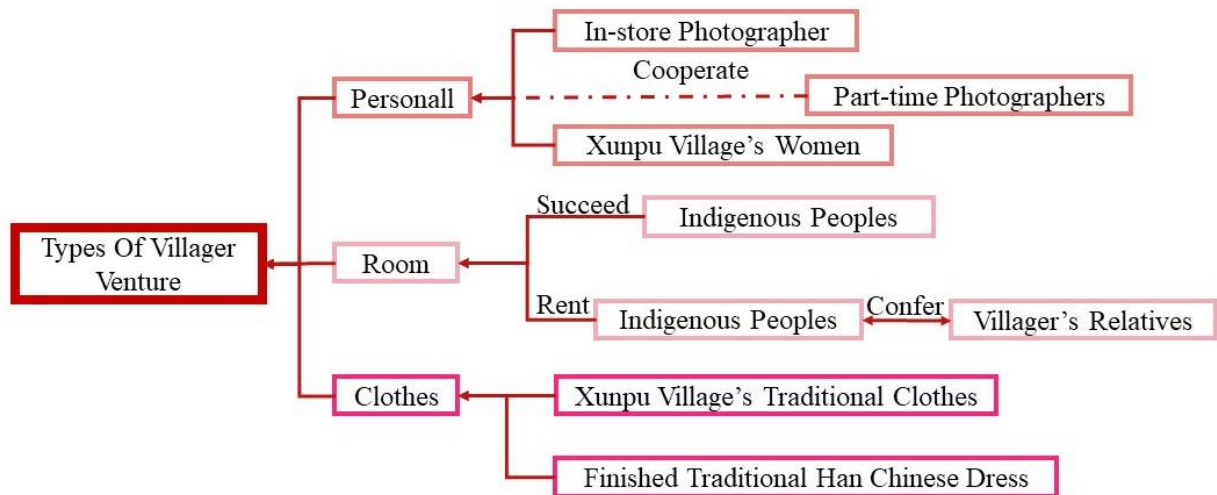 In-store Photographer
Cooperate
Personall
Part-time Photographers
Xunpu Village's Women
Succeed
Indigenous Peoples
Types Of Villager
Venture
Room
Rent
Indigenous Peoples
Confer
Villager's Relatives
Clothes
Xunpu Village's Traditional Clothes
Finished Traditional Han Chinese Dress